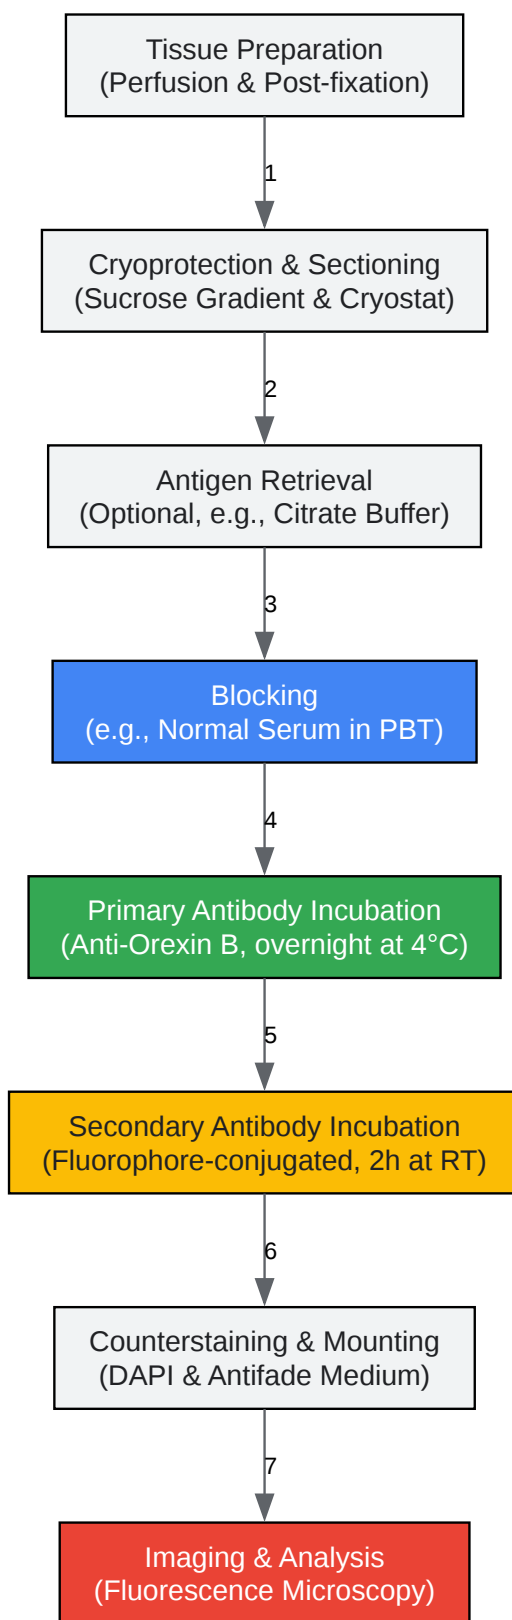 Tissue Preparation
(Perfusion & Post-fixation)
1
Cryoprotection & Sectioning
(Sucrose Gradient & Cryostat)
2
Antigen Retrieval
(Optional, e.g., Citrate Buffer)
3
Blocking
(e.g., Normal Serum in PBT)
4
Primary Antibody Incubation
(Anti-Orexin B, overnight at 4°C)
5
Secondary Antibody Incubation
(Fluorophore-conjugated, 2h at RT)
6
Counterstaining & Mounting
(DAPI & Antifade Medium)
7
Imaging & Analysis
(Fluorescence Microscopy)